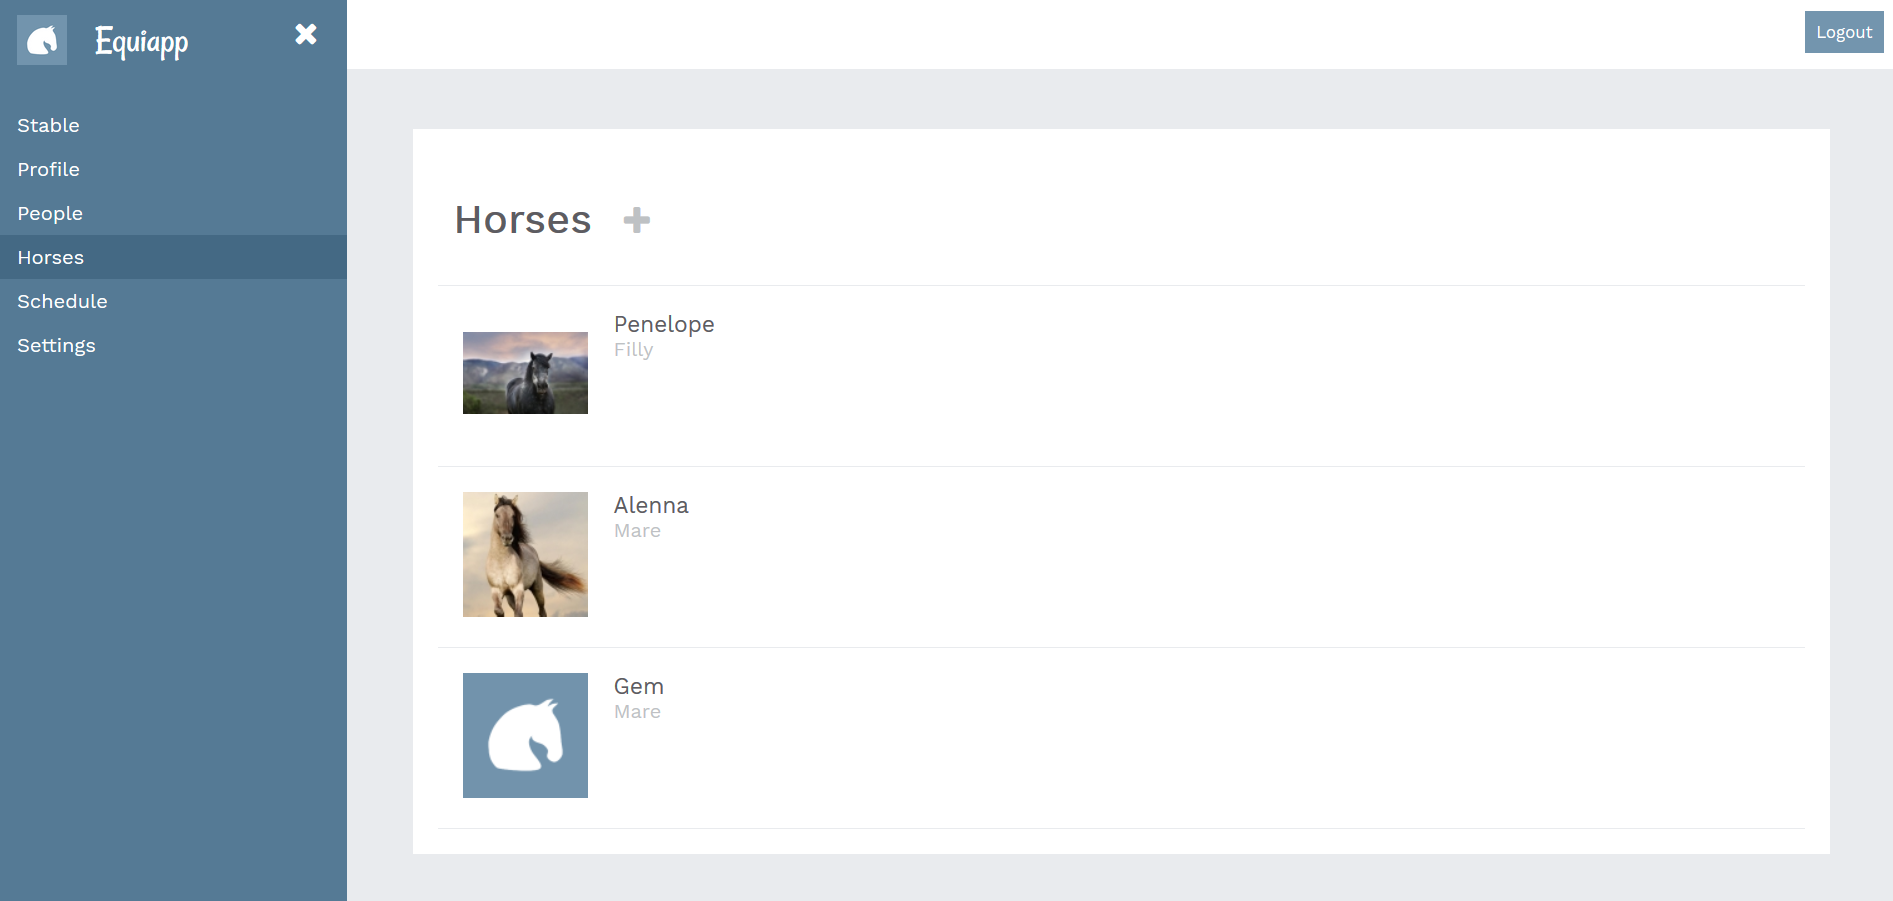 Equiapp
Logout
Stable
Profile
People
Horses
Schedule
Settings
Horses
Penelope
Filly
Alenna
Mare
Gem
Mare